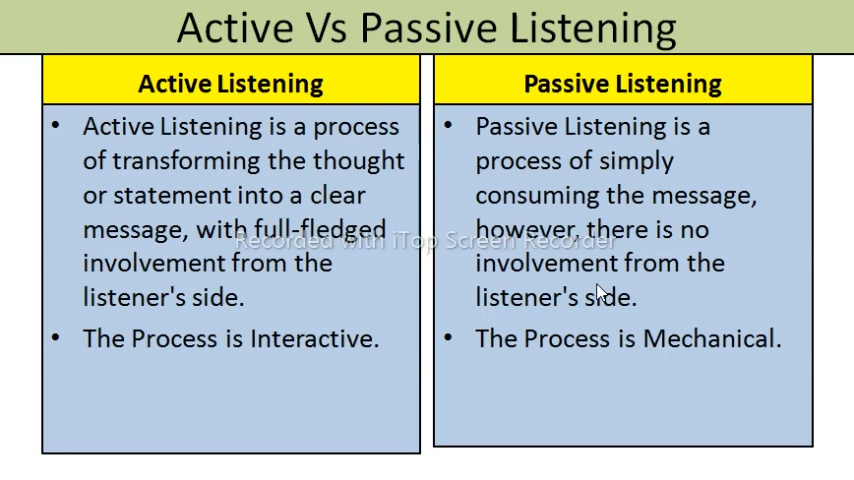 Active Vs Passive Listening
Active Listening
• Active Listening is a process
of transforming the thought
or statement into a clear
message, with full-fledged
involvement from the
listener's side.
• The Process is Interactive.
Passive Listening
• Passive Listening is a
process of simply
consuming the message,
however, there is no
involvement from the
listener's side.
• The Process is Mechanical.
Recorded with iTop Screen Recorder